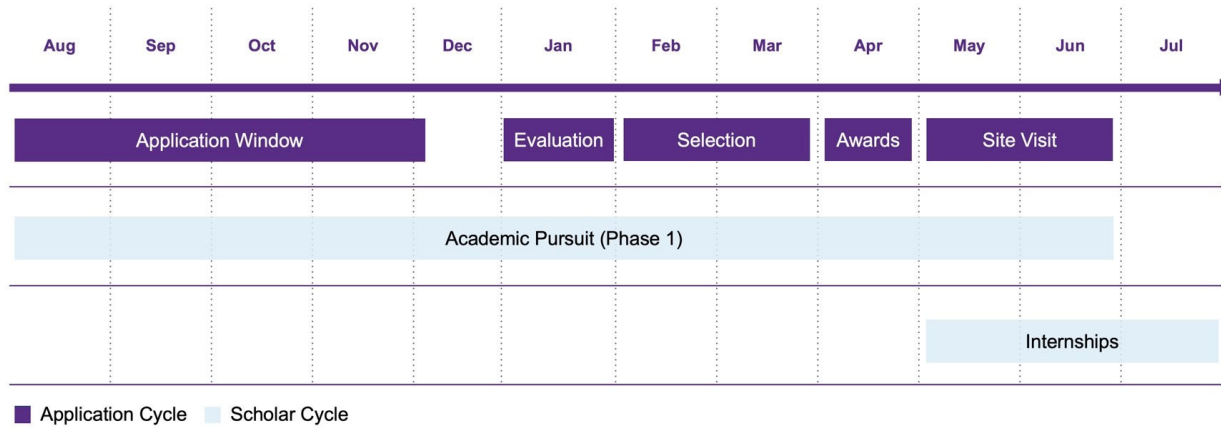 Aug Sep Oct Nov Dec Jan Feb Mar Apr May Jun Jul
Application Window Evaluation Selection Awards Site Visit
Academic Pursuit (Phase 1)
Internships
Application Cycle Scholar Cycle